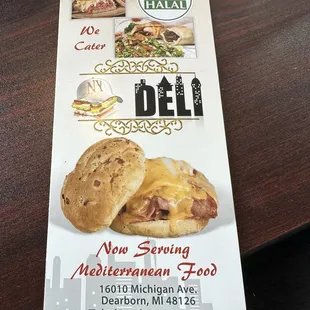 HALAL
We
Cater
NY
DELI
Now Serving
Mediterranean Food
16010 Michigan Ave.
Dearborn, MI 48126